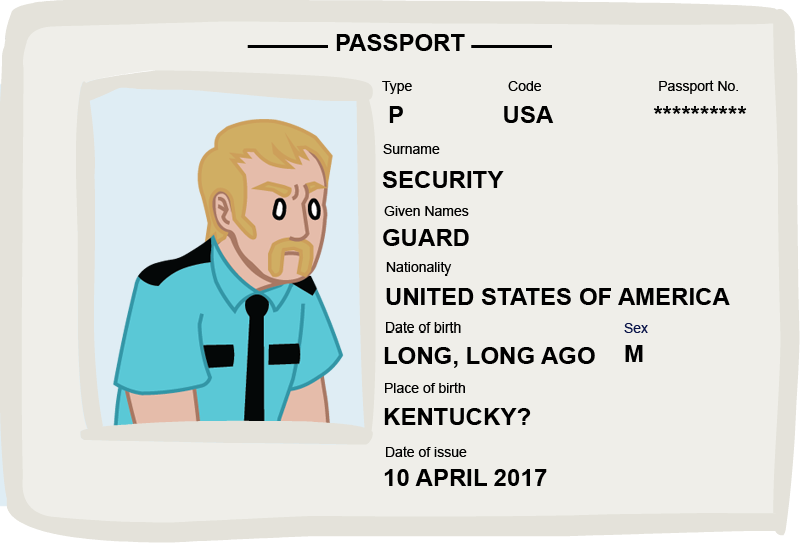 PASSPORT
Type Code Passport No.
P USA **********
Surname
SECURITY
Given Names
GUARD
Nationality
UNITED STATES OF AMERICA
Date of birth Sex
LONG, LONG AGO M
Place of birth
KENTUCKY?
Date of issue
10 APRIL 2017